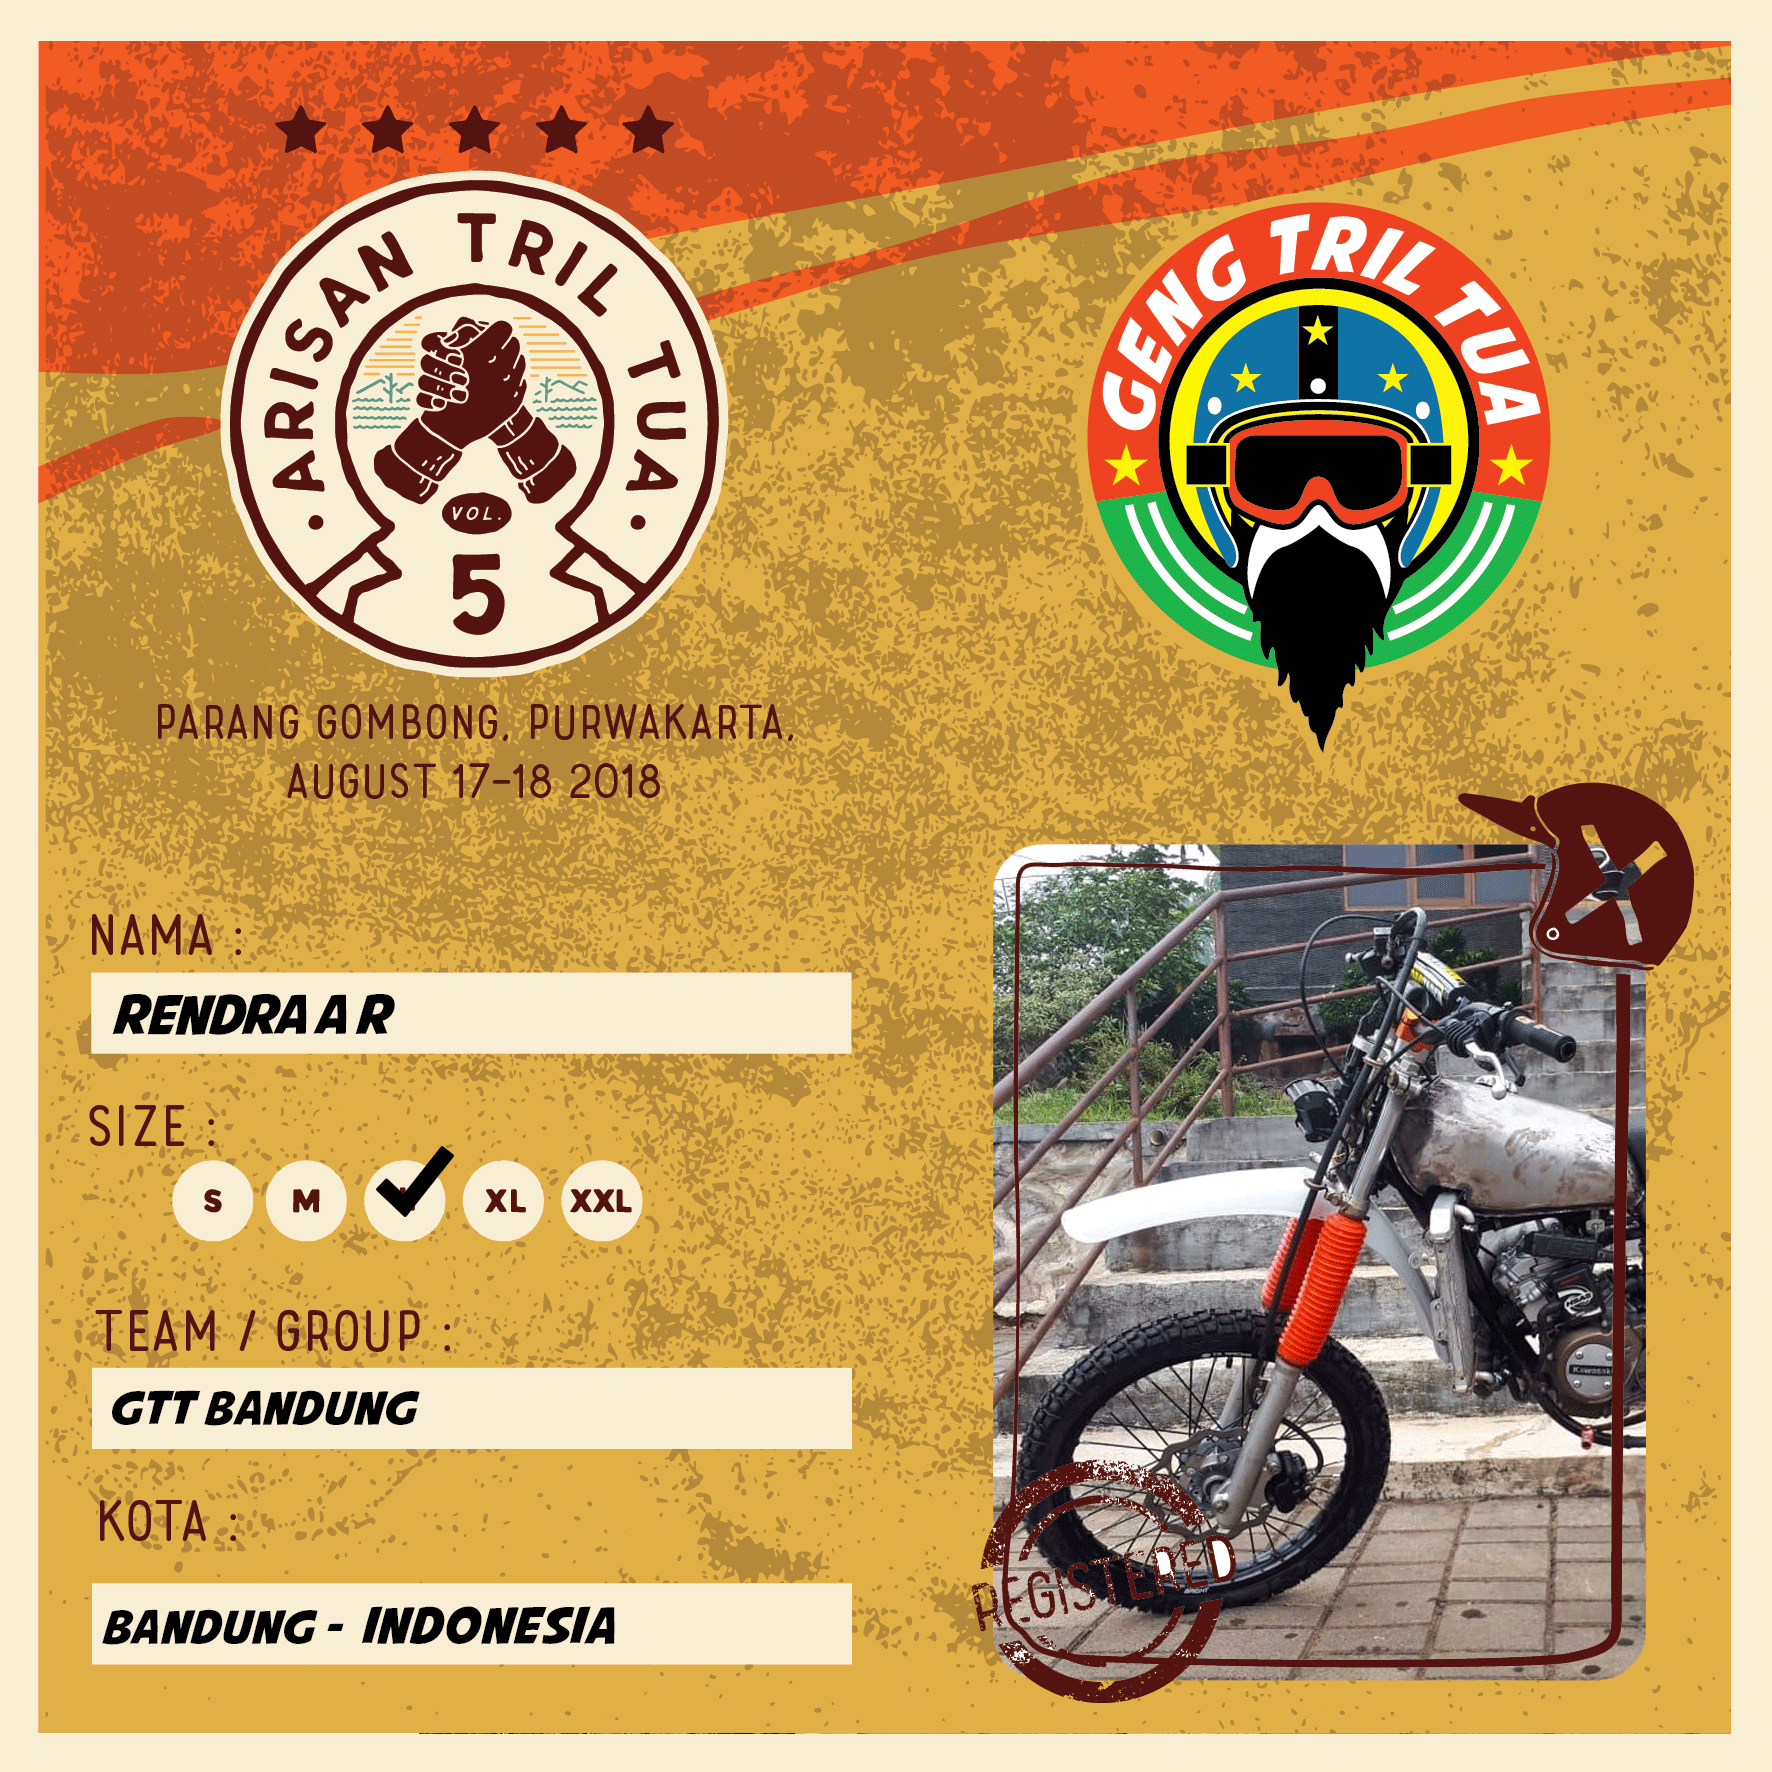 ARISAN TRIL TUA
VOL.
5
GENG TRIL TUA
PARANG GOMBONG, PURWAKARTA,
AUGUST 17-18 2018
NAMA :
RENDRA A R
SIZE :
S M XL XXL
TEAM / GROUP :
GTT BANDUNG
KOTA :
BANDUNG - INDONESIA
Kawasaki
REGISTERED